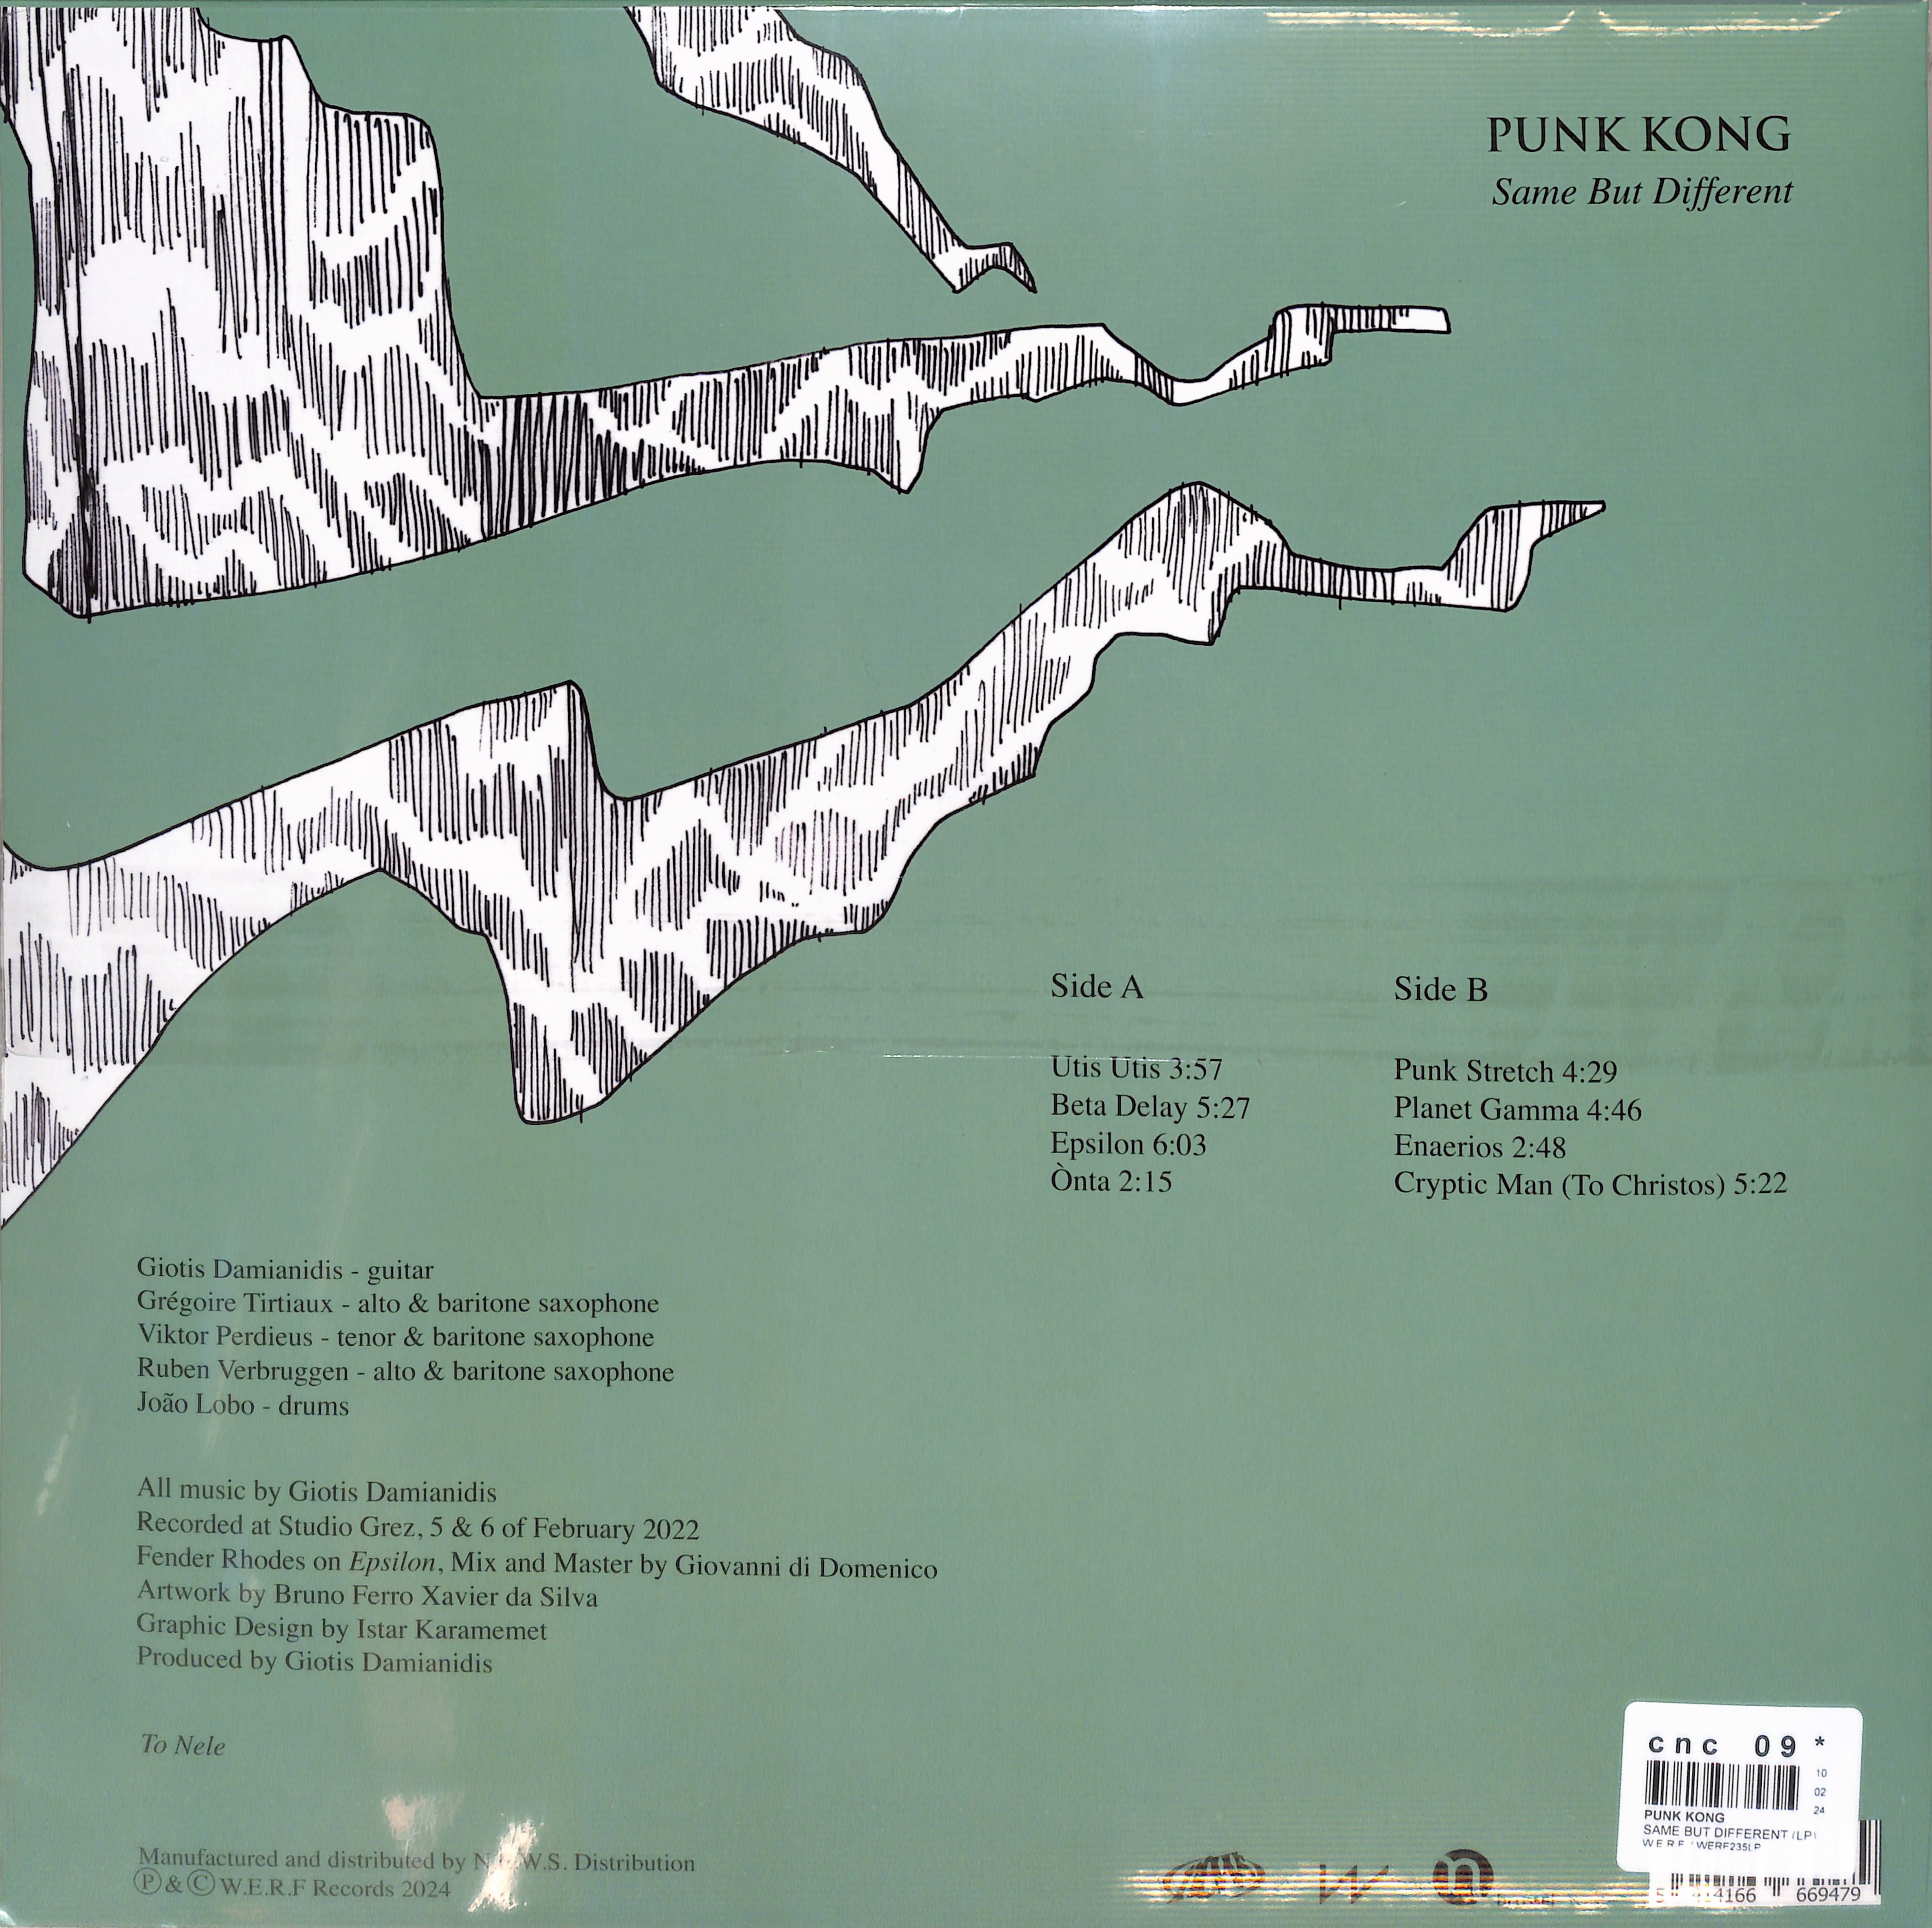 PUNK KONG
Same But Different
Side A
Utis Utis 3:57
Beta Delay 5:27
Epsilon 6:03
Ònta 2:15
Side B
Punk Stretch 4:29
Planet Gamma 4:46
Enaerios 2:48
Cryptic Man (To Christos) 5:22
Giotis Damianidis - guitar
Grégoire Tirtiaux - alto & baritone saxophone
Viktor Perdieus - tenor & baritone saxophone
Ruben Verbruggen - alto & baritone saxophone
João Lobo - drums
All music by Giotis Damianidis
Recorded at Studio Grez, 5 & 6 of February 2022
Fender Rhodes on Epsilon, Mix and Master by Giovanni di Domenico
Artwork by Bruno Ferro Xavier da Silva
Graphic Design by Istar Karamemet
Produced by Giotis Damianidis
To Nele
Manufactured and distributed by N.E.W.S. Distribution
Ⓟ & Ⓒ W.E.R.F Records 2024
cnc 09 *
10
02
24
PUNK KONG
SAME BUT DIFFERENT (LP)
W.E.R.F. / WERF235LP
5 414166 669479